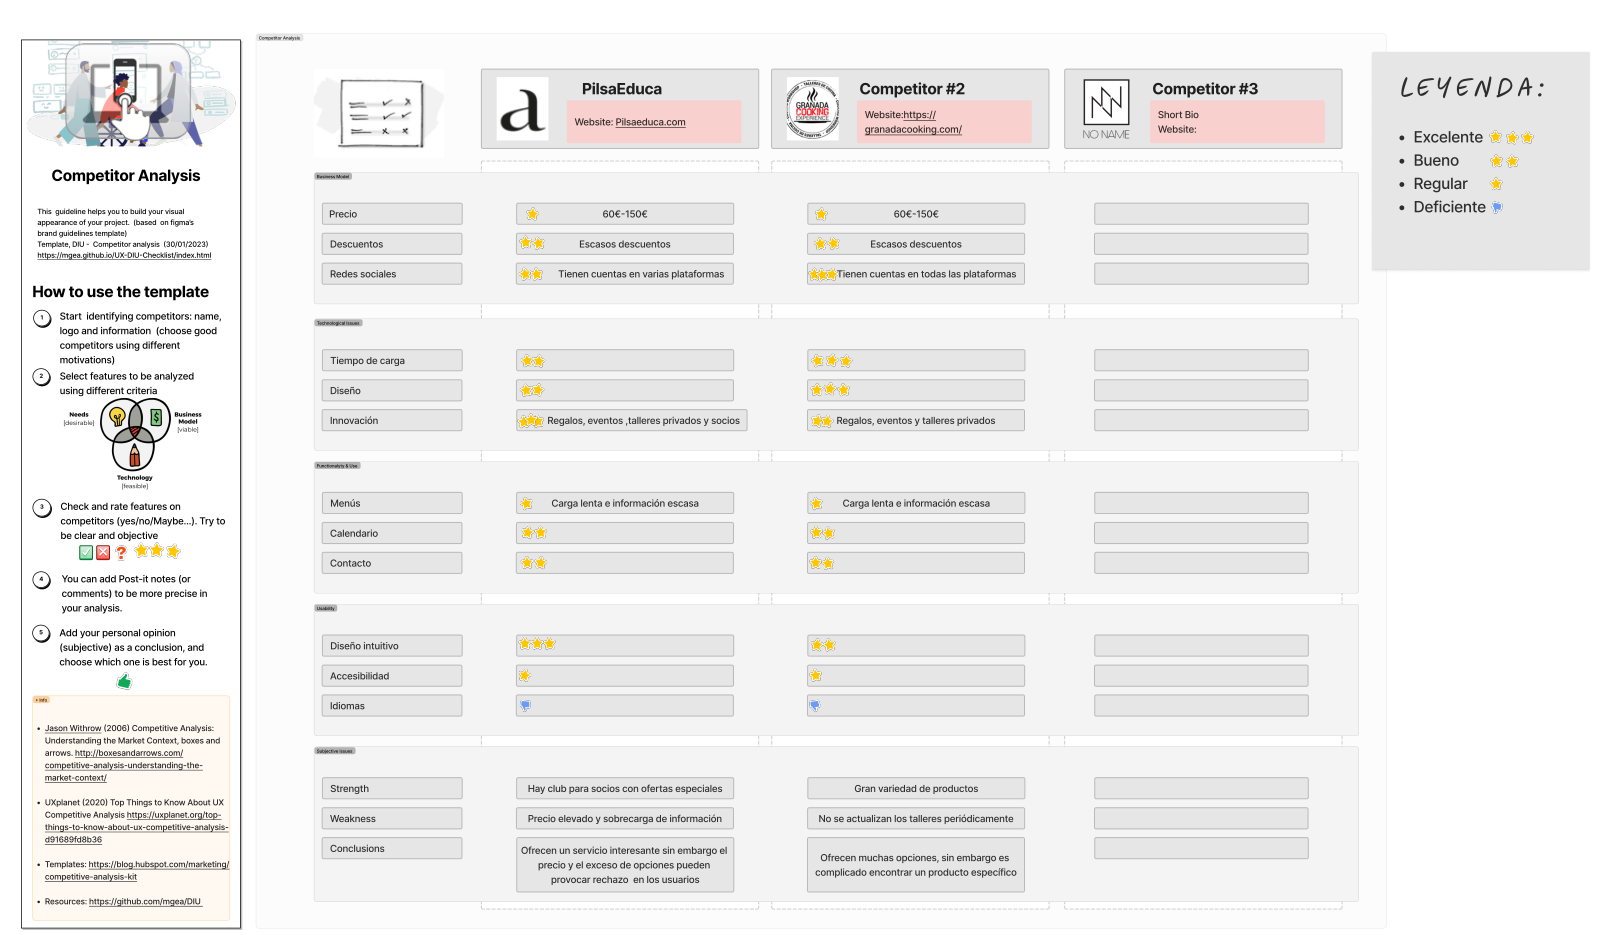 Competitor Analysis
This guideline helps you to build your visual
appearance of your project. (based on figma's
brand guidelines template)
Template, DIU - Competitor analysis (30/01/2023)
https://mgea.github.io/UX-DIU-Checklist/index.html
How to use the template
1
Start identifying competitors: name,
logo and information (choose good
competitors using different
motivations)
2
Select features to be analyzed
using different criteria
Needs
[desirable]
Business
Model
[viable]
Technology
[feasible]
3
Check and rate features on
competitors (yes/no/Maybe...). Try to
be clear and objective
4
You can add Post-it notes (or
comments) to be more precise in
your analysis.
5
Add your personal opinion
(subjective) as a conclusion, and
choose which one is best for you.
+ info
• Jason Withrow (2006) Competitive Analysis:
Understanding the Market Context, boxes and
arrows. http://boxesandarrows.com/
competitive-analysis-understanding-the-
market-context/
• UXplanet (2020) Top Things to Know About UX
Competitive Analysis https://uxplanet.org/top-
things-to-know-about-ux-competitive-analysis-
d91689fd8b36
• Templates: https://blog.hubspot.com/marketing/
competitive-analysis-kit
• Resources: https://github.com/mgea/DIU
Competitor Analysis
a
PilsaEduca
Website: Pilsaeduca.com
GRANADA
COOKING
EXPERIENCE
Competitor #2
Website:https://
granadacooking.com/
NO NAME
Competitor #3
Short Bio
Website:
Business Model
Precio
60€-150€
60€-150€
Descuentos
Escasos descuentos
Escasos descuentos
Redes sociales
Tienen cuentas en varias plataformas
Tienen cuentas en todas las plataformas
Technological Issues
Tiempo de carga
Diseño
Innovación
Regalos, eventos ,talleres privados y socios
Regalos, eventos y talleres privados
Menús
Carga lenta e información escasa
Carga lenta e información escasa
Calendario
Contacto
Usability
Diseño intuitivo
Accesibilidad
Idiomas
Subjective Issues
Strength
Hay club para socios con ofertas especiales
Gran variedad de productos
Weakness
Precio elevado y sobrecarga de información
No se actualizan los talleres periódicamente
Conclusions
Ofrecen un servicio interesante sin embargo el
precio y el exceso de opciones pueden
provocar rechazo en los usuarios
Ofrecen muchas opciones, sin embargo es
complicado encontrar un producto específico
LEYENDA:
• Excelente
• Bueno
• Regular
• Deficiente